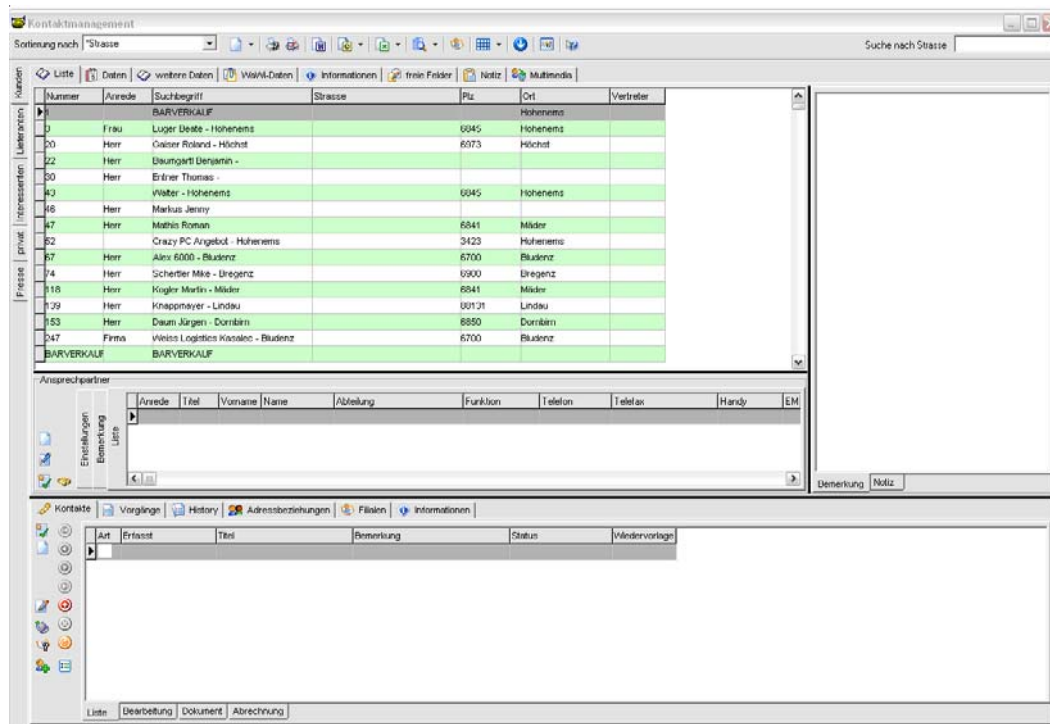 Kontaktmanagement
Sortierung nach *Strasse Suche nach Strasse
Kunden
Lieferanten
Interessenten
privat
Presse
Liste Daten weitere Daten WaWi-Daten Informationen freie Felder Notiz Multimedia
Nummer Anrede Suchbegriff Strasse Plz Ort Vertreter
1 BARVERKAUF Hohenems
3 Frau Luger Beate - Hohenems 6845 Hohenems
20 Herr Gaiser Roland - Höchst 6973 Höchst
22 Herr Baumgartl Benjamin -
30 Herr Entner Thomas -
43 Walter - Hohenems 6845 Hohenems
46 Herr Markus Jenny
47 Herr Mathis Roman 6841 Mäder
52 Crazy PC Angebot - Hohenems 3423 Hohenems
67 Herr Alex 6000 - Bludenz 6700 Bludenz
74 Herr Schertler Mike - Bregenz 6900 Bregenz
118 Herr Kogler Martin - Mäder 6841 Mäder
139 Herr Knappmayer - Lindau 88131 Lindau
153 Herr Daum Jürgen - Dornbirn 6850 Dornbirn
247 Firma Weiss Logistics - Bludenz 6700 Bludenz
BARVERKAUF BARVERKAUF
Ansprechpartner
Einstellungen
Bemerkung
Liste
Anrede Titel Vorname Name Abteilung Funktion Telefon Telefax Handy EM
Bemerkung Notiz
Kontakte Vorgänge History Adressbeziehungen Filialen Informationen
Art Erfasst Titel Bemerkung Status Wiedervorlage
Liste Bearbeitung Dokument Abrechnung